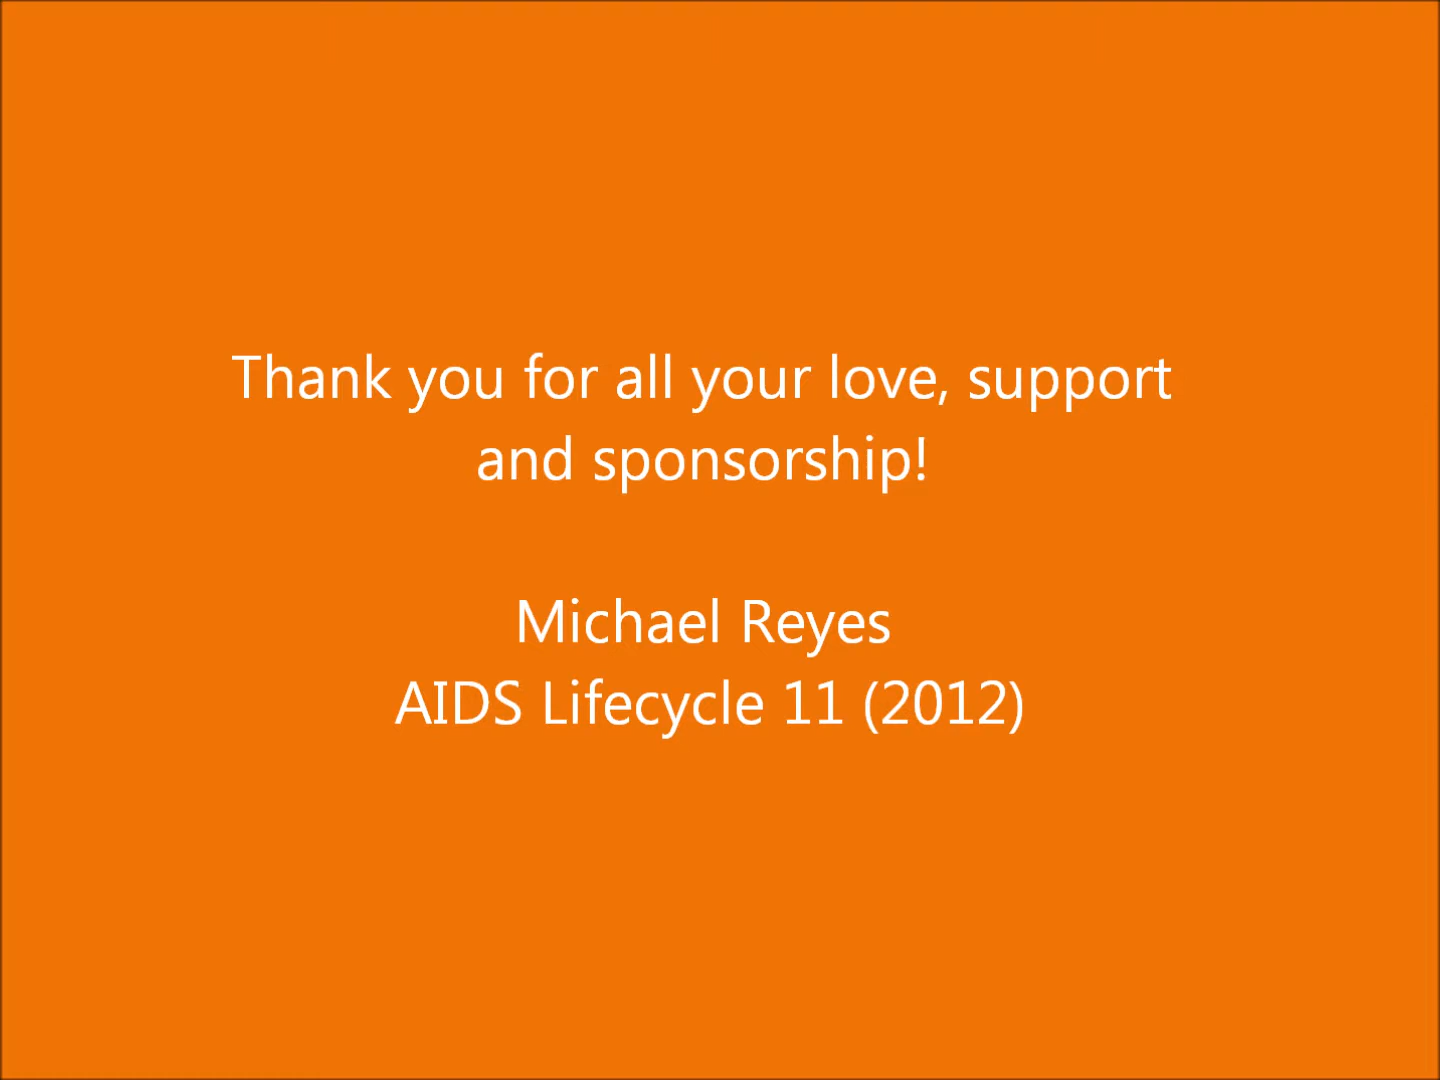 Thank you for all your love, support
and sponsorship!
Michael Reyes
AIDS Lifecycle 11 (2012)